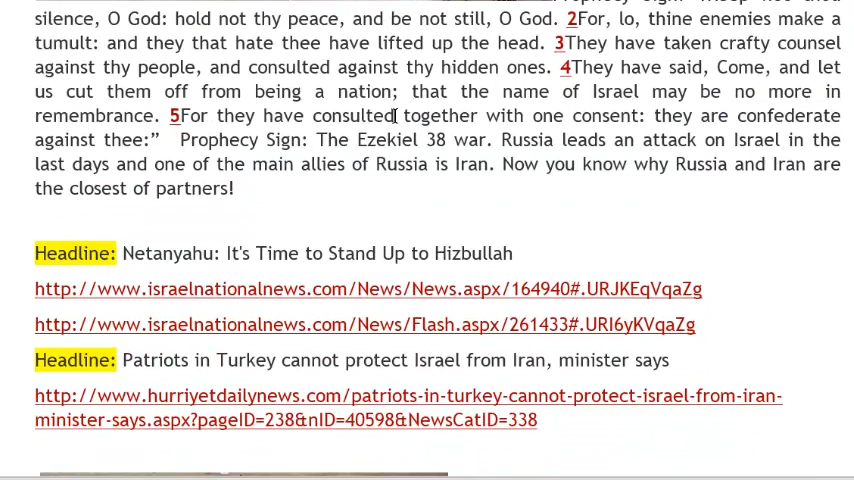 silence, O God: hold not thy peace, and be not still, O God. 2For, lo, thine enemies make a
tumult: and they that hate thee have lifted up the head. 3They have taken crafty counsel
against thy people, and consulted against thy hidden ones. 4They have said, Come, and let
us cut them off from being a nation; that the name of Israel may be no more in
remembrance. 5For they have consulted together with one consent: they are confederate
against thee:” Prophecy Sign: The Ezekiel 38 war. Russia leads an attack on Israel in the
last days and one of the main allies of Russia is Iran. Now you know why Russia and Iran are
the closest of partners!
Headline: Netanyahu: It's Time to Stand Up to Hizbullah
http://www.israelnationalnews.com/News/News.aspx/164940#.URJKEqVqaZg
http://www.israelnationalnews.com/News/Flash.aspx/261433#.URI6yKVqaZg
Headline: Patriots in Turkey cannot protect Israel from Iran, minister says
http://www.hurriyetdailynews.com/patriots-in-turkey-cannot-protect-israel-from-iran-
minister-says.aspx?pageID=238&nID=40598&NewsCatID=338